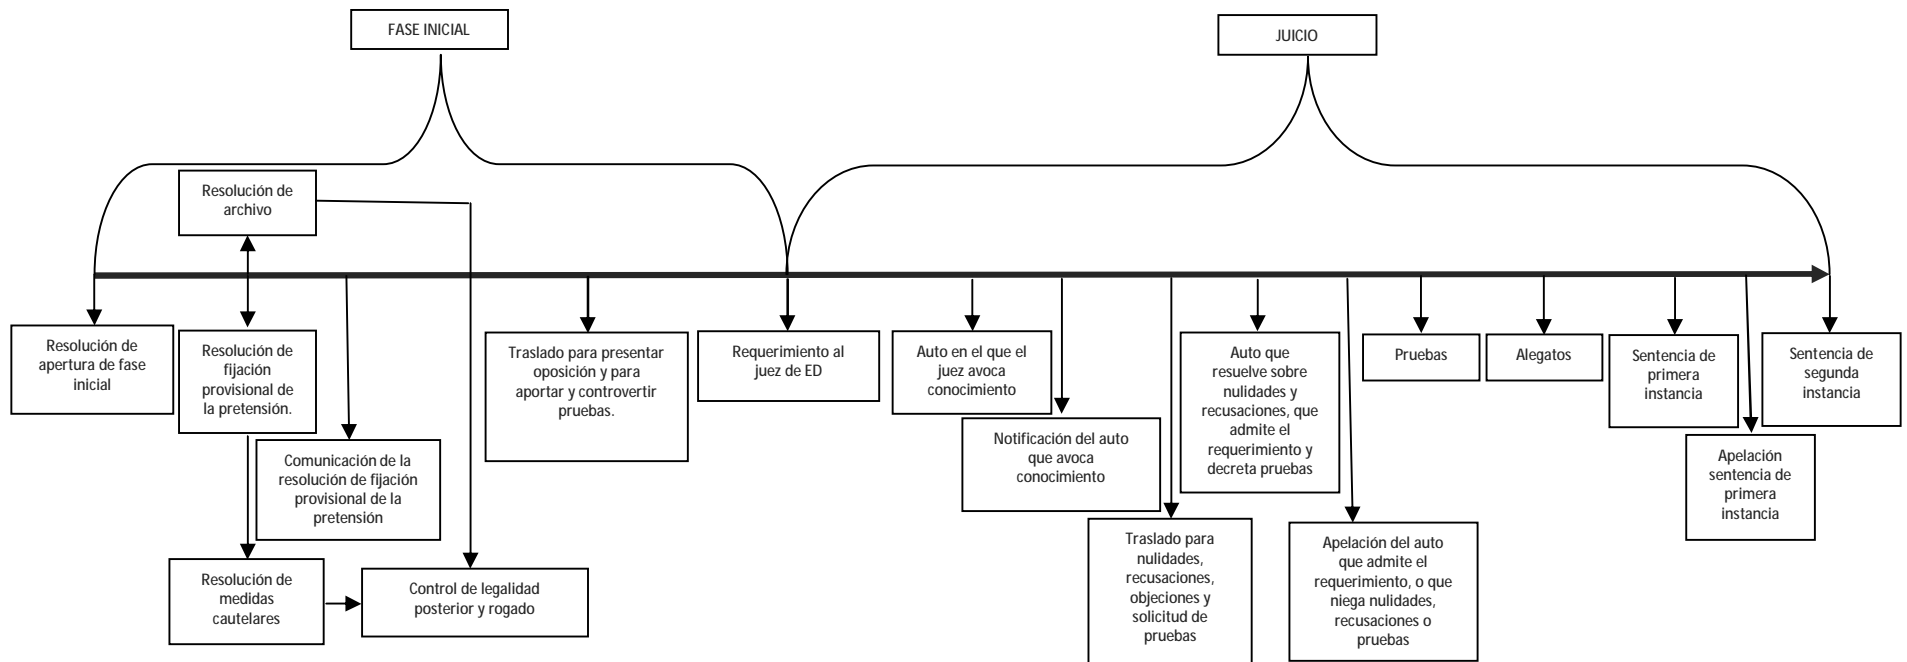 FASE INICIAL
JUICIO
Resolución de
archivo
Resolución de
apertura de fase
inicial
Resolución de
fijación
provisional de
la pretensión.
Comunicación de la
resolución de fijación
provisional de la
pretensión
Resolución de
medidas
cautelares
Control de legalidad
posterior y rogado
Traslado para presentar
oposición y para
aportar y controvertir
pruebas.
Requerimiento al
juez de ED
Auto en el que el
juez avoca
conocimiento
Notificación del auto
que avoca
conocimiento
Traslado para
nulidades,
recusaciones,
objeciones y
solicitud de
pruebas
Auto que
resuelve sobre
nulidades y
recusaciones, que
admite el
requerimiento y
decreta pruebas
Apelación del auto
que admite el
requerimiento, o que
niega nulidades,
recusaciones o
pruebas
Pruebas
Alegatos
Sentencia de
primera
instancia
Apelación
sentencia de
primera
instancia
Sentencia de
segunda
instancia